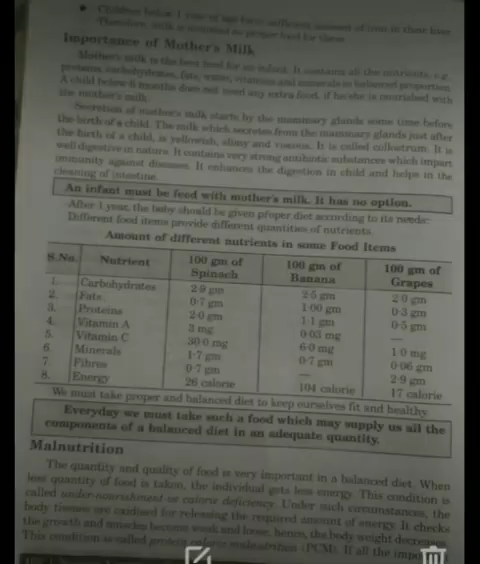 Children below 1 year of age have sufficient amount of iron in their liver.
Therefore, milk is considered as proper food for them.
Importance of Mother's Milk
Mother's milk is the best food for an infant. It contains all the nutrients, e.g.
proteins, carbohydrates, fats, water, vitamins and minerals in balanced proportion.
A child below 6 months does not need any extra food, if he/she is nourished with
the mother's milk.
Secretion of mother's milk starts by the mammary glands some time before
the birth of a child. The milk which secretes from the mammary glands just after
the birth of a child, is yellowish, slimy and viscous. It is called colostrum. It is
well digestive in nature. It contains very strong antibiotic substances which impart
immunity against diseases. It enhances the digestion in child and helps in the
cleaning of intestine.
An infant must be feed with mother's milk. It has no option.
After 1 year, the baby should be given proper diet according to its needs:
Different food items provide different quantities of nutrients.
Amount of different nutrients in some Food Items
S.No. Nutrient 100 gm of Spinach 100 gm of Banana 100 gm of Grapes
1. Carbohydrates 2·9 gm 2·5 gm 2·0 gm
2. Fats 0·7 gm 1·00 gm 0·3 gm
3. Proteins 2·0 gm 1·1 gm 0·5 gm
4. Vitamin A 3 mg 0·03 mg —
5. Vitamin C 30·0 mg 6·0 mg 1·0 mg
6. Minerals 1·7 gm 0·7 gm 0·06 gm
7. Fibres 0·7 gm — 2·9 gm
8. Energy 26 calorie 104 calorie 17 calorie
We must take proper and balanced diet to keep ourselves fit and healthy.
Everyday we must take such a food which may supply us all the
components of a balanced diet in an adequate quantity.
Malnutrition
The quantity and quality of food is very important in a balanced diet. When
less quantity of food is taken, the individual gets less energy. This condition is
called under-nourishment or calorie deficiency. Under such circumstances, the
body tissues are oxidised for releasing the required amount of energy. It checks
the growth and muscles become weak and loose, hence, the body weight decreases.
This condition is called protein calorie malnutrition (PCM). If all the